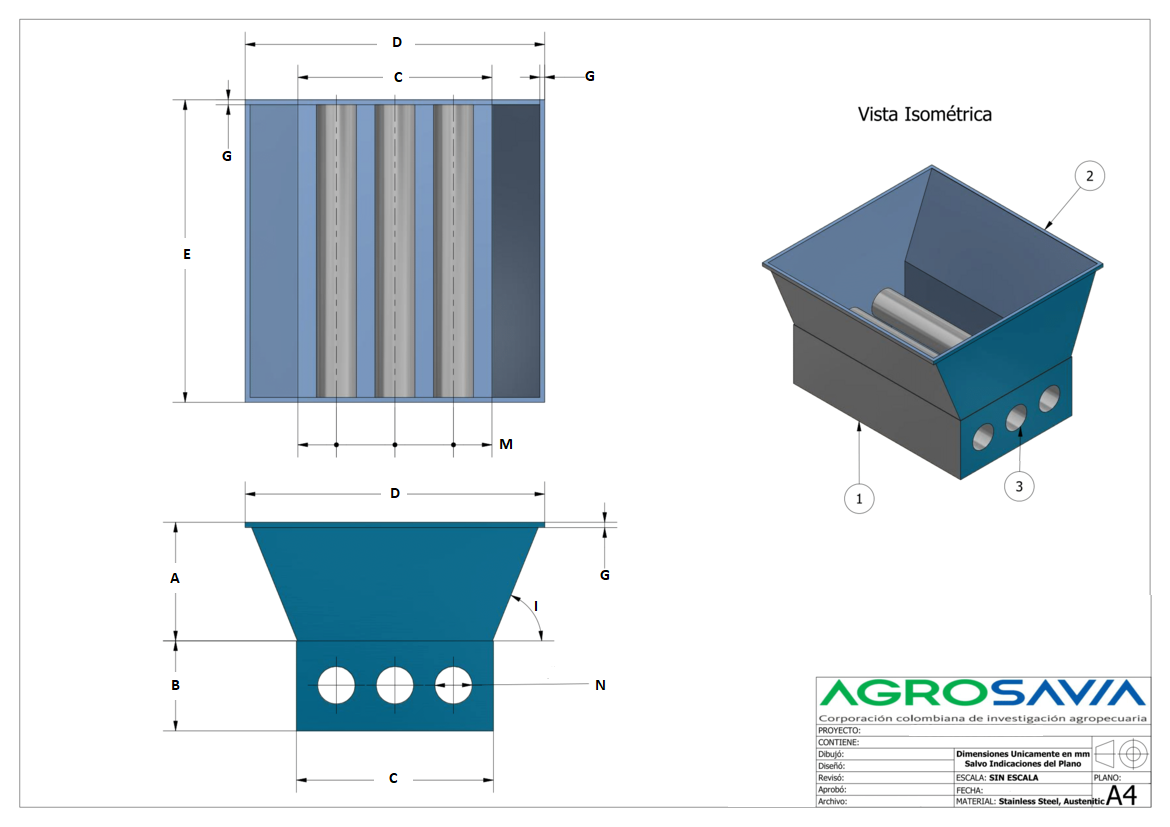 D
C
G
G
E
M
Vista Isométrica
2
1
3
D
A
G
I
B
N
C
AGROSAVIA
Corporación colombiana de investigación agropecuaria
PROYECTO:
CONTIENE:
Dibujó:
Dimensiones Unicamente en mm
Diseñó:
Salvo Indicaciones del Plano
Revisó:
ESCALA: SIN ESCALA
PLANO:
Aprobó:
FECHA:
A4
Archivo:
MATERIAL: Stainless Steel, Austenitic